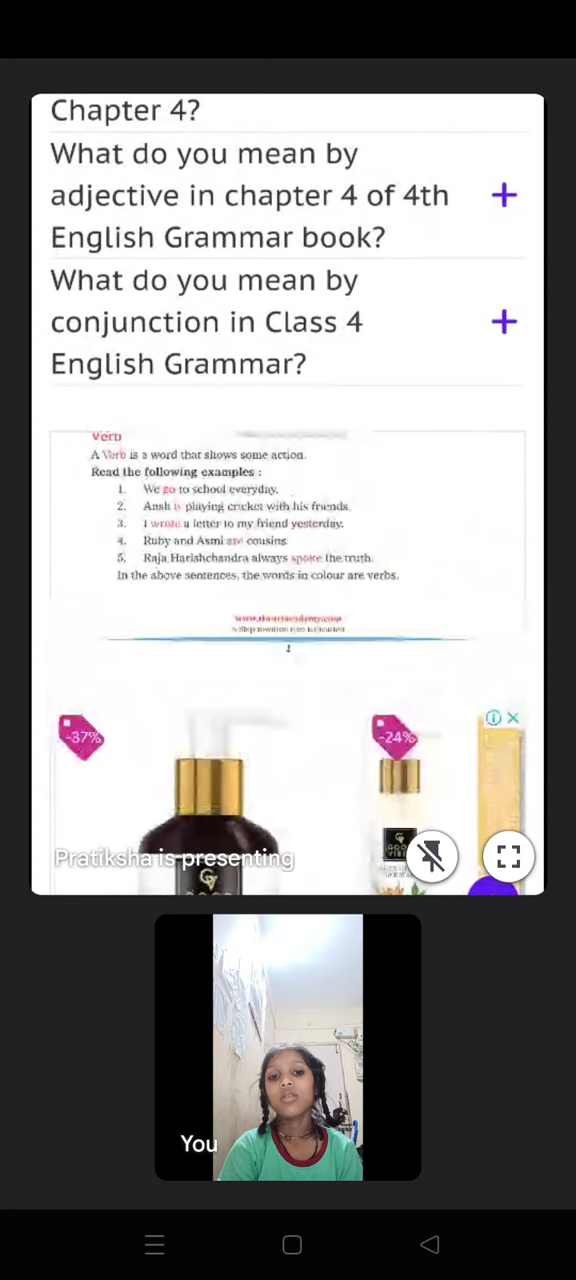 Chapter 4?
What do you mean by
adjective in chapter 4 of 4th
English Grammar book?
What do you mean by
conjunction in Class 4
English Grammar?
Verb
A Verb is a word that shows some action.
Read the following examples :
1. We go to school everyday.
2. Ansh is playing cricket with his friends.
3. I wrote a letter to my friend yesterday.
4. Ruby and Asmi are cousins.
5. Raja Harishchandra always spoke the truth.
In the above sentences, the words in colour are verbs.
2
-37%
-24%
Pratiksha is presenting
You